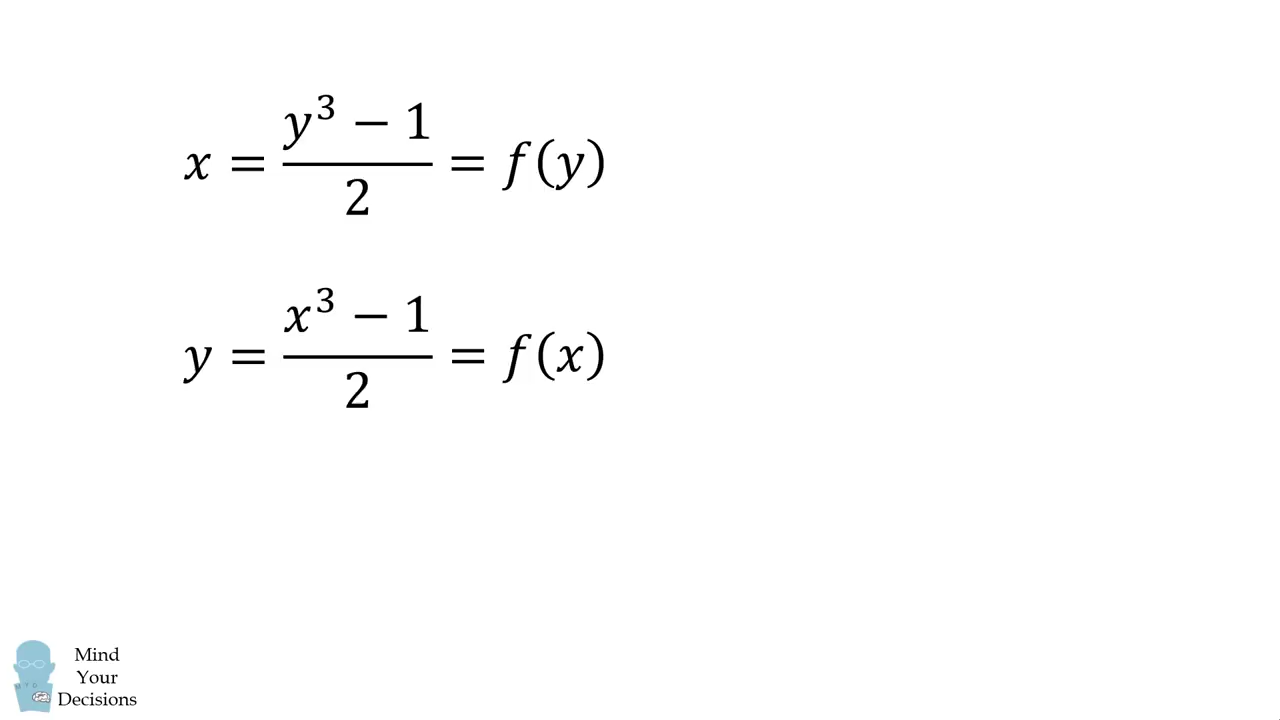 x = (y³ − 1)/2 = f(y)
y = (x³ − 1)/2 = f(x)
Mind
Your
Decisions